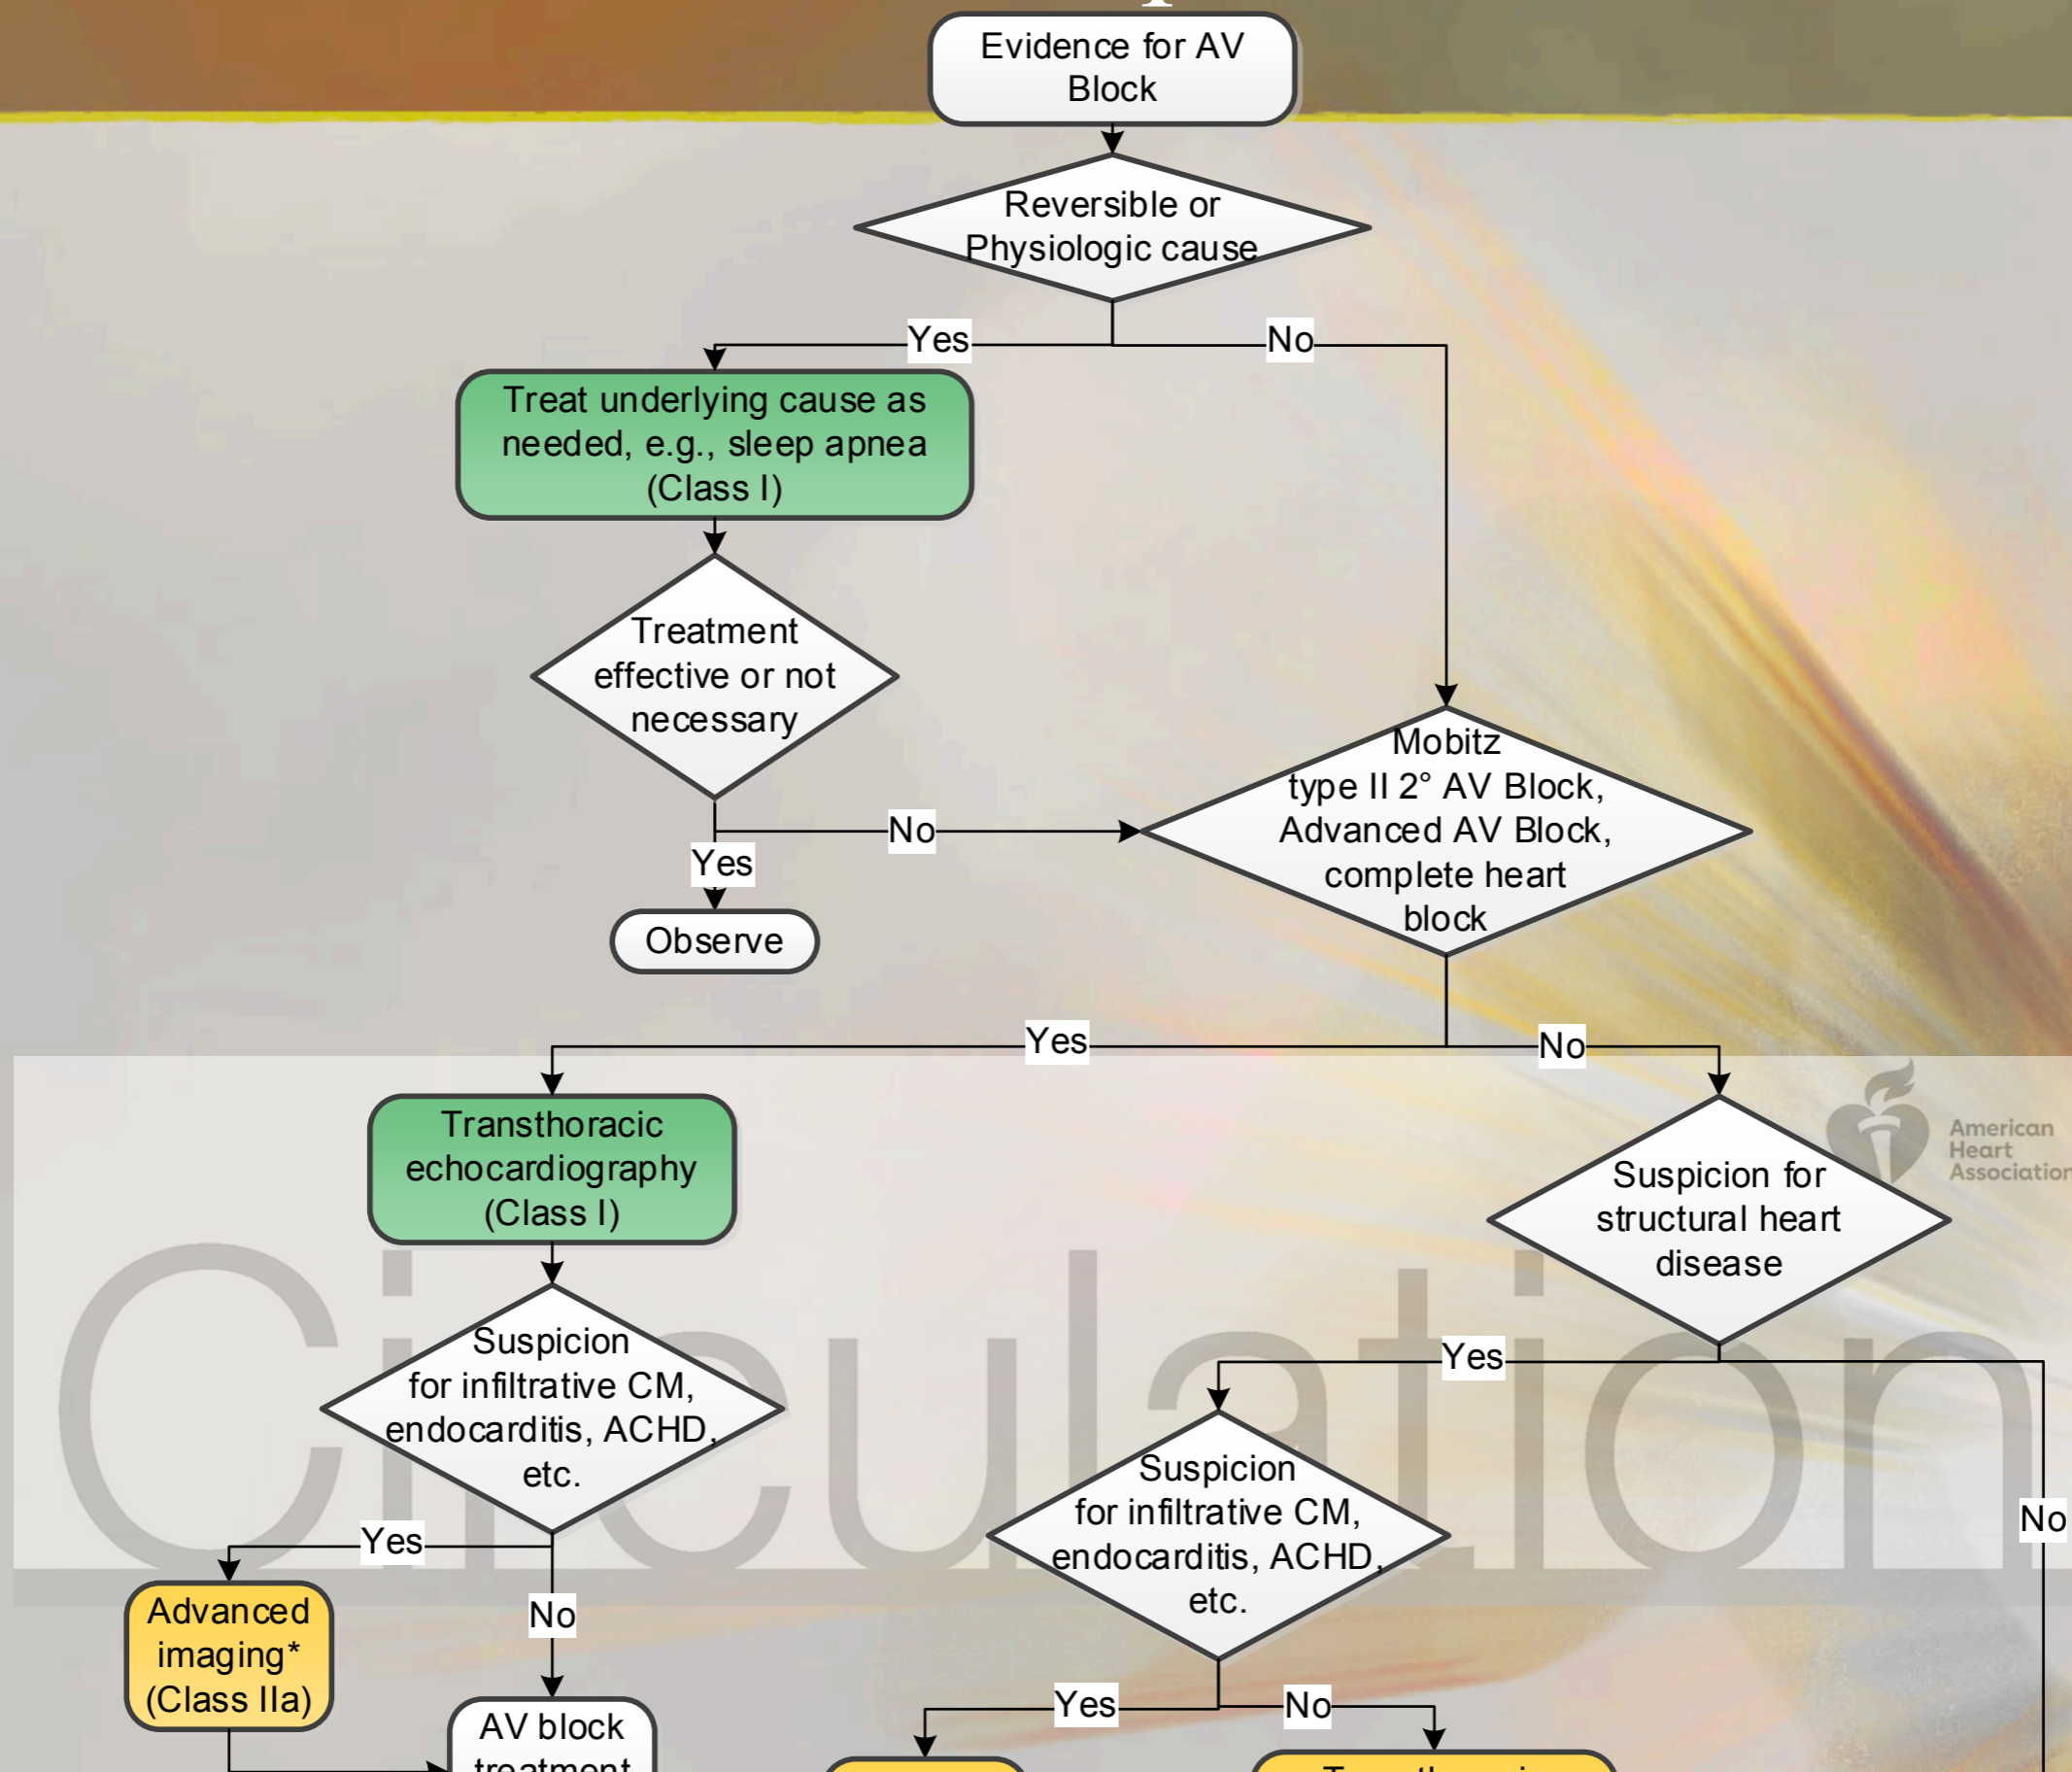 Evidence for AV
Block
Reversible or
Physiologic cause
Yes
No
Treat underlying cause as
needed, e.g., sleep apnea
(Class I)
Treatment
effective or not
necessary
Mobitz
type II 2° AV Block,
Advanced AV Block,
complete heart
block
No
Yes
Observe
Yes
No
Transthoracic
echocardiography
(Class I)
Suspicion for
structural heart
disease
American
Heart
Association
Circulation
Suspicion
for infiltrative CM,
endocarditis, ACHD,
etc.
Yes
No
Suspicion
for infiltrative CM,
endocarditis, ACHD,
etc.
Yes
No
Advanced
imaging*
(Class IIa)
AV block
treatment
Yes
No